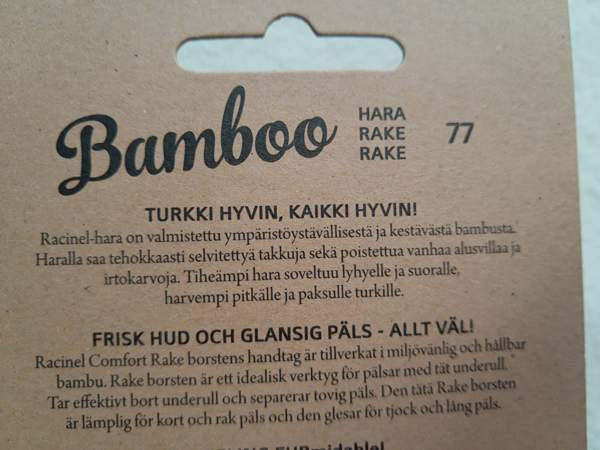 Bamboo
HARA
RAKE
RAKE
77
TURKKI HYVIN, KAIKKI HYVIN!
Racinel-hara on valmistettu ympäristöystävällisestä ja kestävästä bambusta.
Haralla saa tehokkaasti selvitettyä takkuja sekä poistettua vanhaa alusvillaa ja
irtokarvoja. Tiheämpi hara soveltuu lyhyelle ja suoralle,
harvempi pitkälle ja paksulle turkille.
FRISK HUD OCH GLANSIG PÄLS - ALLT VÄL!
Racinel Comfort Rake borstens handtag är tillverkat i miljövänlig och hållbar
bambu. Rake borsten är ett idealisk verktyg för pälsar med tät underull.
Tar effektivt bort underull och separerar tovig päls. Den täta Rake borsten
är lämplig för kort och rak päls och den glesar för tjock och lång päls.
FURmidable!